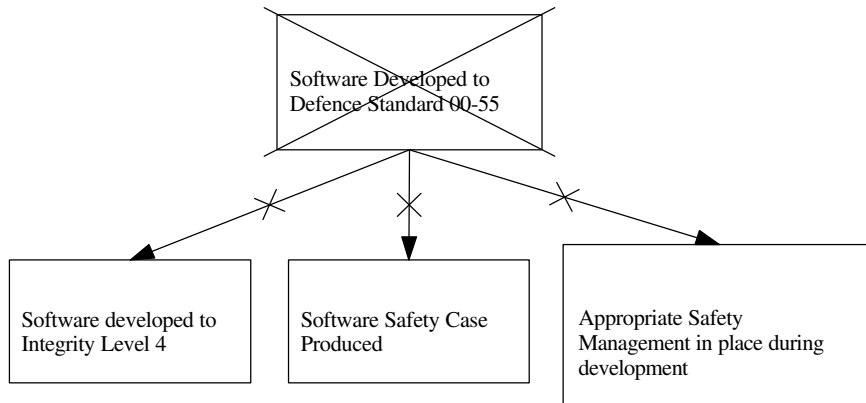 Software Developed to
Defence Standard 00-55
Software developed to
Integrity Level 4
Software Safety Case
Produced
Appropriate Safety
Management in place during
development